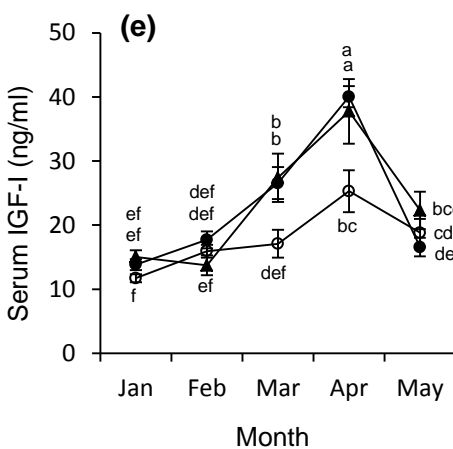 (e)
50
40
30
20
10
0
Serum IGF-I (ng/ml)
ef
ef
f
def
def
ef
b
b
def
a
a
bc
cd
de
Jan Feb Mar Apr May
Month